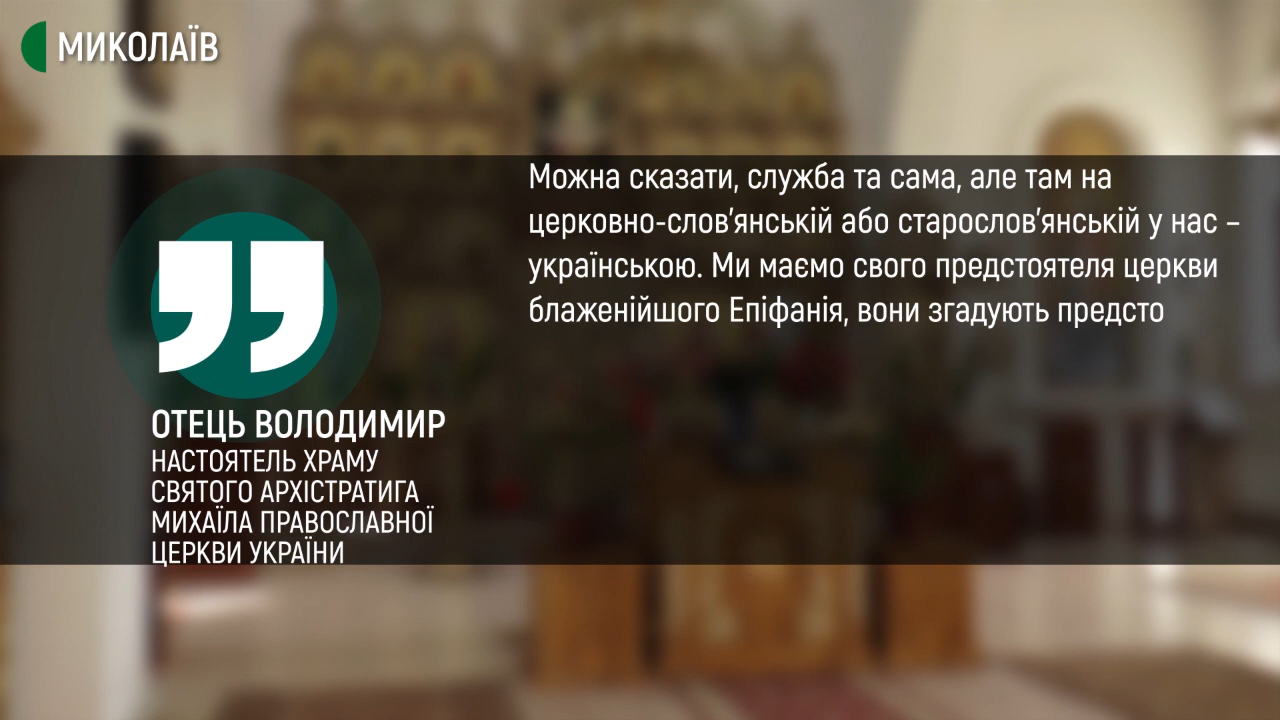 МИКОЛАЇВ
Можна сказати, служба та сама, але там на
церковно-слов'янській або старослов'янській у нас –
українською. Ми маємо свого предстоятеля церкви
блаженійшого Епіфанія, вони згадують предсто
ОТЕЦЬ ВОЛОДИМИР
НАСТОЯТЕЛЬ ХРАМУ
СВЯТОГО АРХІСТРАТИГА
МИХАЇЛА ПРАВОСЛАВНОЇ
ЦЕРКВИ УКРАЇНИ